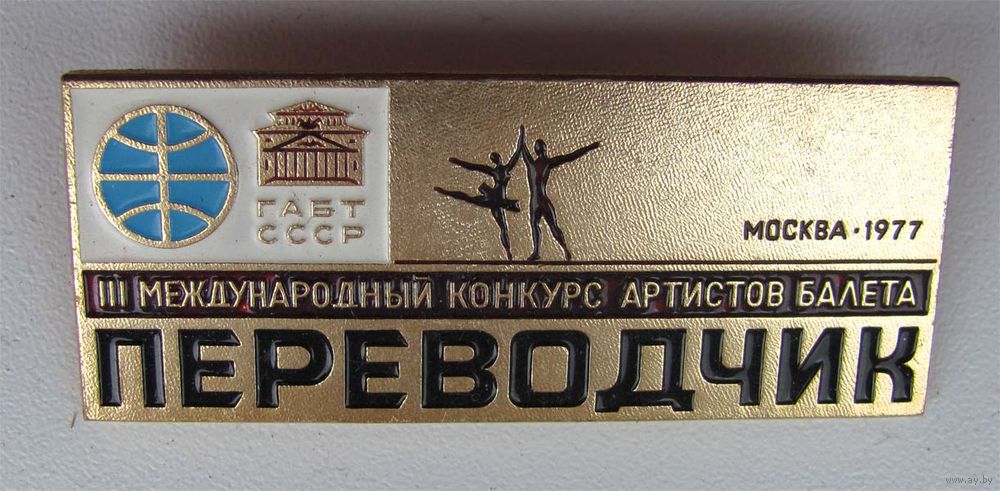 ГАБТ
СССР
МОСКВА · 1977
III МЕЖДУНАРОДНЫЙ КОНКУРС АРТИСТОВ БАЛЕТА
ПЕРЕВОДЧИК
www.ay.by